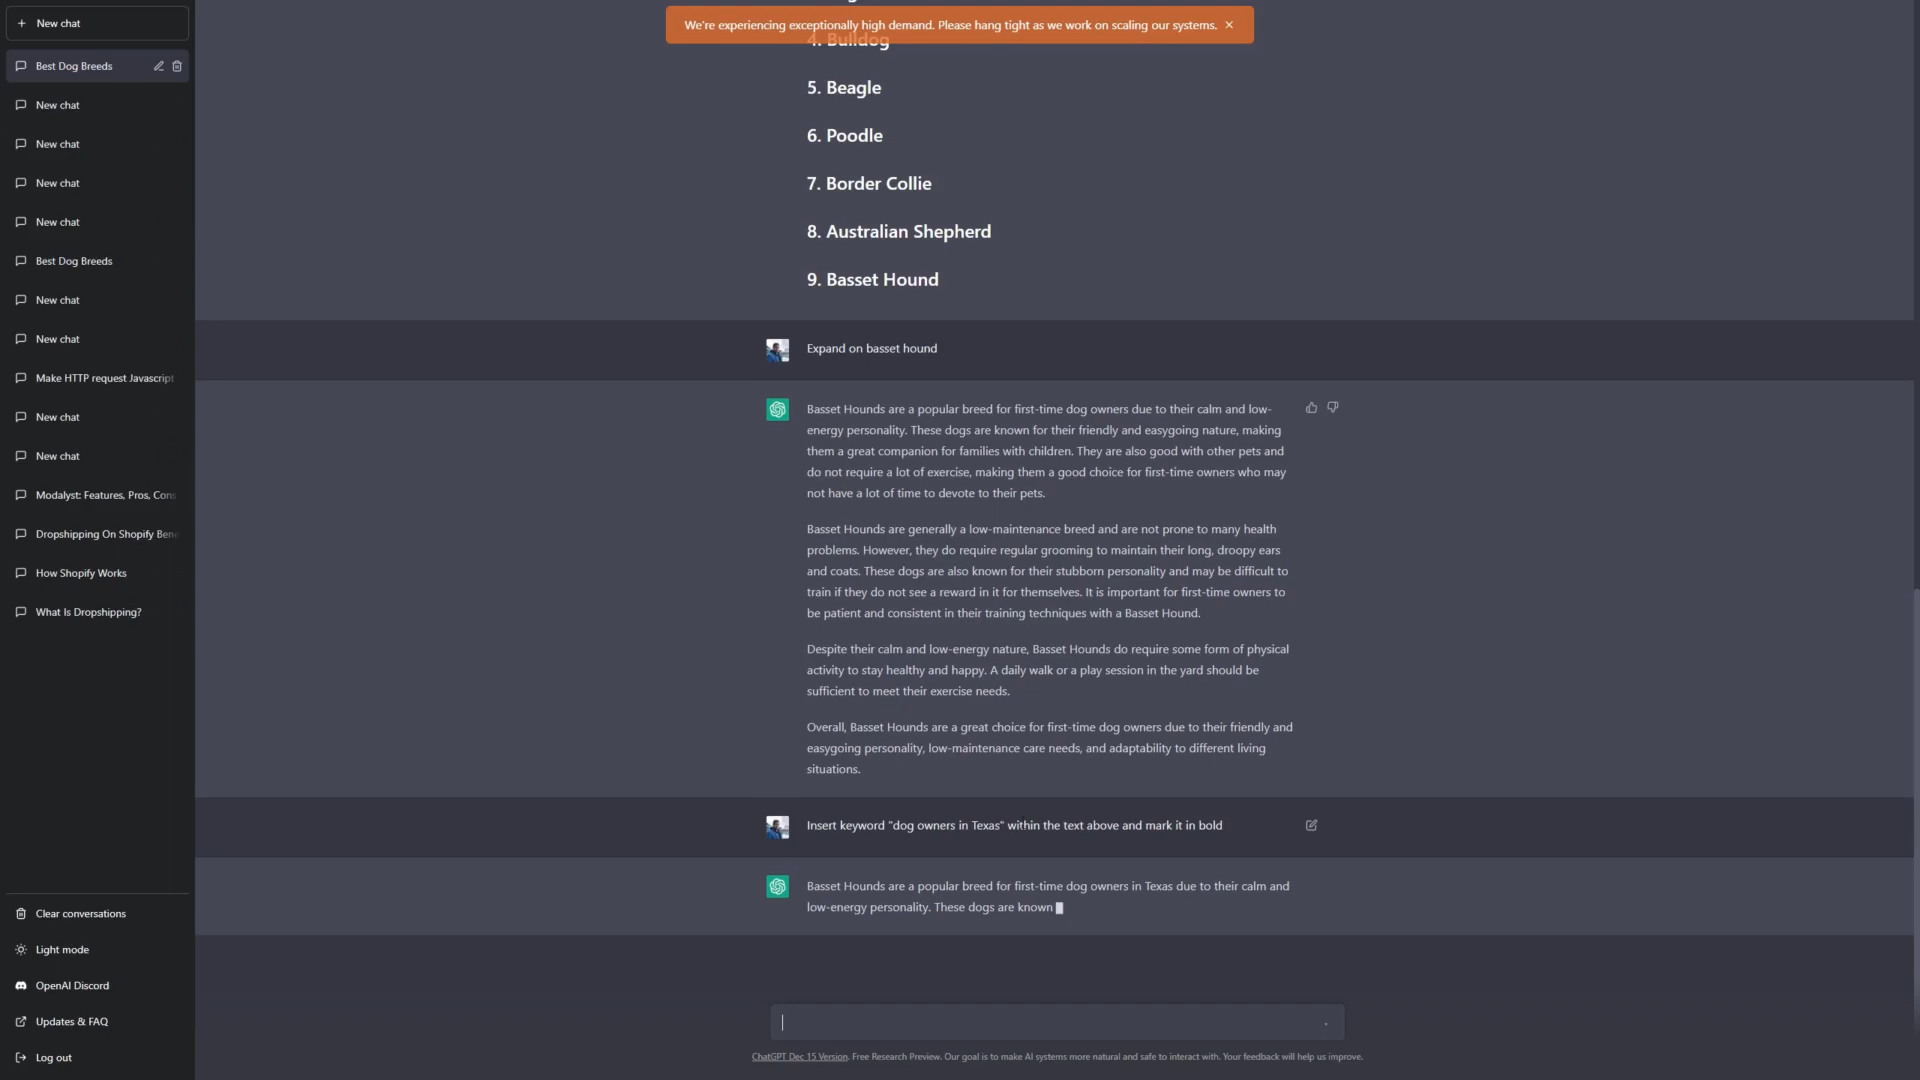 New chat
Best Dog Breeds
New chat
New chat
New chat
New chat
Best Dog Breeds
New chat
New chat
Make HTTP request Javascript
New chat
New chat
Modalyst: Features, Pros, Cons
Dropshipping On Shopify Bene
How Shopify Works
What Is Dropshipping?
Clear conversations
Light mode
OpenAI Discord
Updates & FAQ
Log out
We're experiencing exceptionally high demand. Please hang tight as we work on scaling our systems.
4. Bulldog
5. Beagle
6. Poodle
7. Border Collie
8. Australian Shepherd
9. Basset Hound
Expand on basset hound
Basset Hounds are a popular breed for first-time dog owners due to their calm and low-
energy personality. These dogs are known for their friendly and easygoing nature, making
them a great companion for families with children. They are also good with other pets and
do not require a lot of exercise, making them a good choice for first-time owners who may
not have a lot of time to devote to their pets.
Basset Hounds are generally a low-maintenance breed and are not prone to many health
problems. However, they do require regular grooming to maintain their long, droopy ears
and coats. These dogs are also known for their stubborn personality and may be difficult to
train if they do not see a reward in it for themselves. It is important for first-time owners to
be patient and consistent in their training techniques with a Basset Hound.
Despite their calm and low-energy nature, Basset Hounds do require some form of physical
activity to stay healthy and happy. A daily walk or a play session in the yard should be
sufficient to meet their exercise needs.
Overall, Basset Hounds are a great choice for first-time dog owners due to their friendly and
easygoing personality, low-maintenance care needs, and adaptability to different living
situations.
Insert keyword "dog owners in Texas" within the text above and mark it in bold
Basset Hounds are a popular breed for first-time dog owners in Texas due to their calm and
low-energy personality. These dogs are known
ChatGPT Dec 15 Version. Free Research Preview. Our goal is to make AI systems more natural and safe to interact with. Your feedback will help us improve.